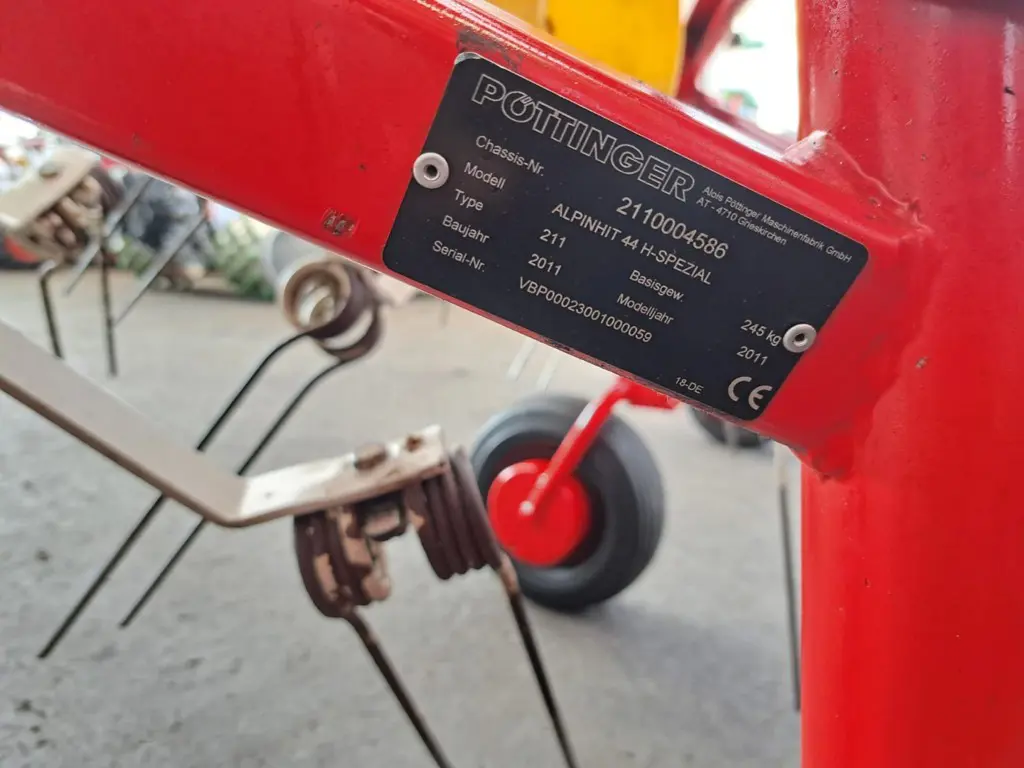 PÖTTINGER
Alois Pöttinger Maschinenfabrik GmbH
AT - 4710 Grieskirchen
Chassis-Nr. 2110004586
Modell ALPINHIT 44 H-SPEZIAL
Type 211 Basisgew. 245 kg
Baujahr 2011 Modelljahr 2011
Serial-Nr. VBP00023001000059
18-DE CE